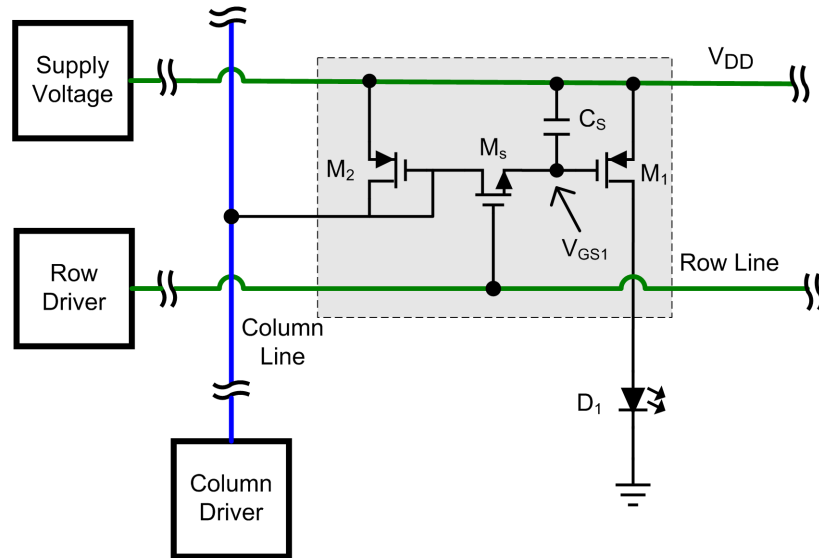 Supply
Voltage
V_DD
C_S
M_s
M_2
M_1
V_GS1
Row
Driver
Row Line
Column
Line
D_1
Column
Driver